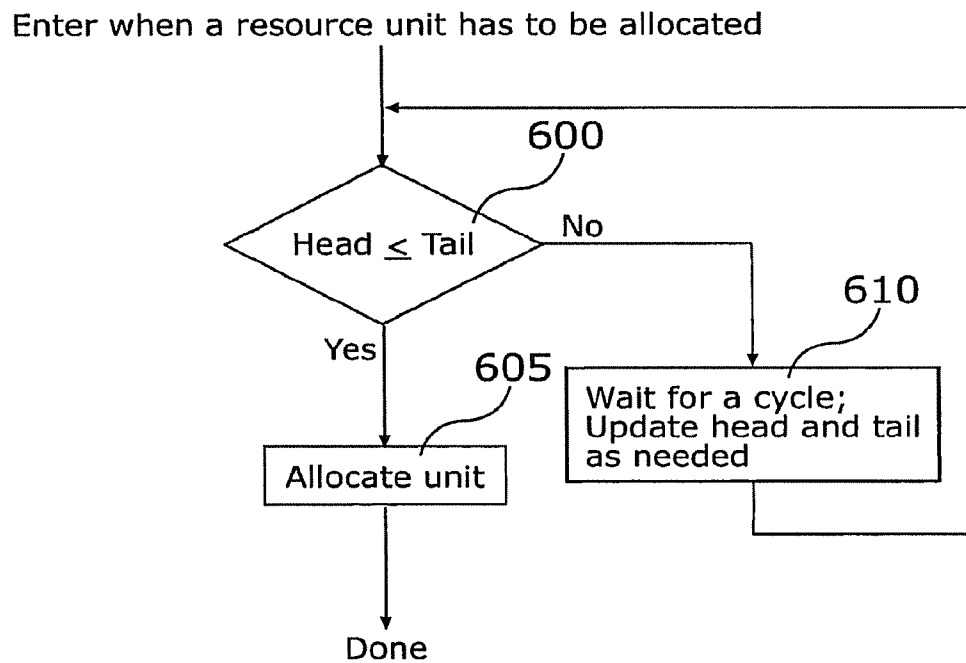 Enter when a resource unit has to be allocated
600
Head ≤ Tail
No
610
Yes
605
Wait for a cycle;
Update head and tail
as needed
Allocate unit
Done